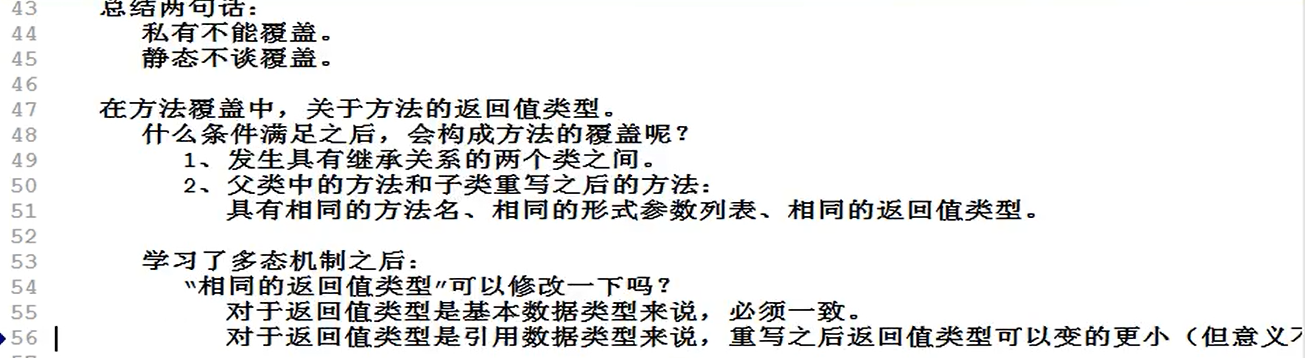 43 总结两句话：
44 私有不能覆盖。
45 静态不谈覆盖。
46
47 在方法覆盖中，关于方法的返回值类型。
48 什么条件满足之后，会构成方法的覆盖呢？
49 1、发生具有继承关系的两个类之间。
50 2、父类中的方法和子类重写之后的方法：
51 具有相同的方法名、相同的形式参数列表、相同的返回值类型。
52
53 学习了多态机制之后：
54 “相同的返回值类型”可以修改一下吗？
55 对于返回值类型是基本数据类型来说，必须一致。
56 对于返回值类型是引用数据类型来说，重写之后返回值类型可以变的更小（但意义不